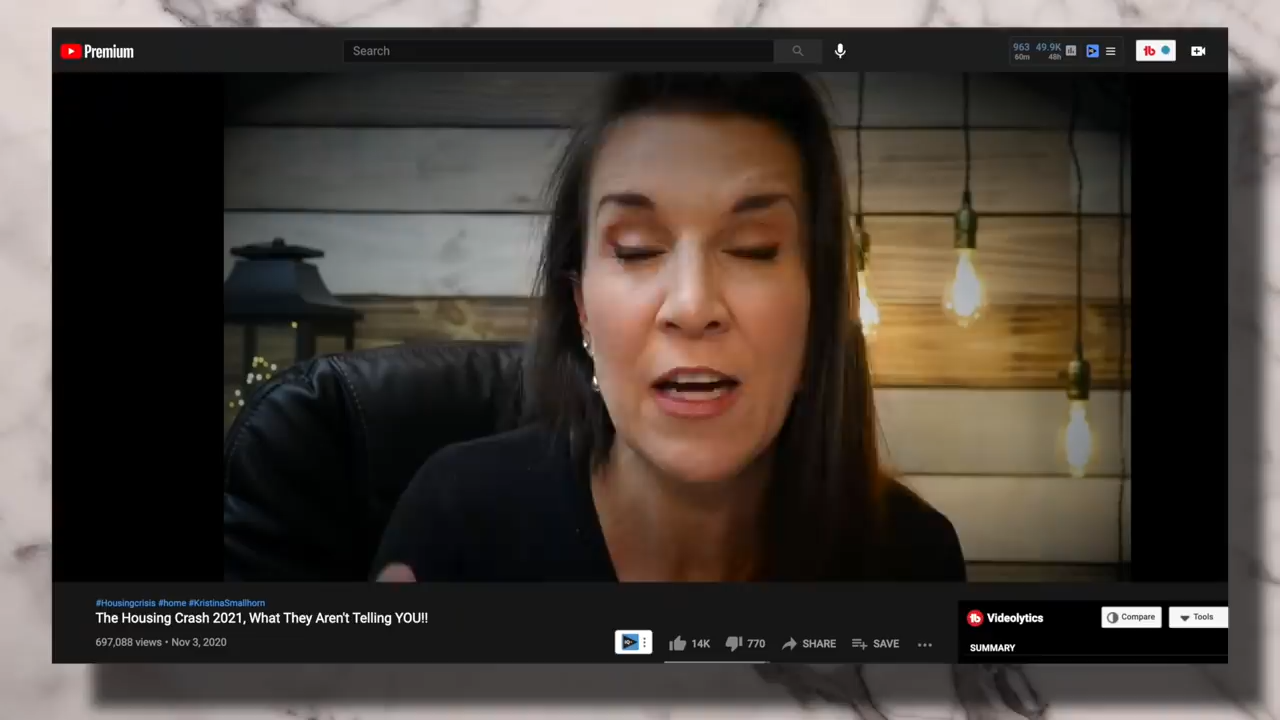 Premium
Search
963 49.9K
60m 48h
#Housingcrisis #home #KristinaSmallhorn
The Housing Crash 2021, What They Aren't Telling YOU!!
697,088 views • Nov 3, 2020
14K 770 SHARE SAVE
Videolytics Compare Tools
SUMMARY